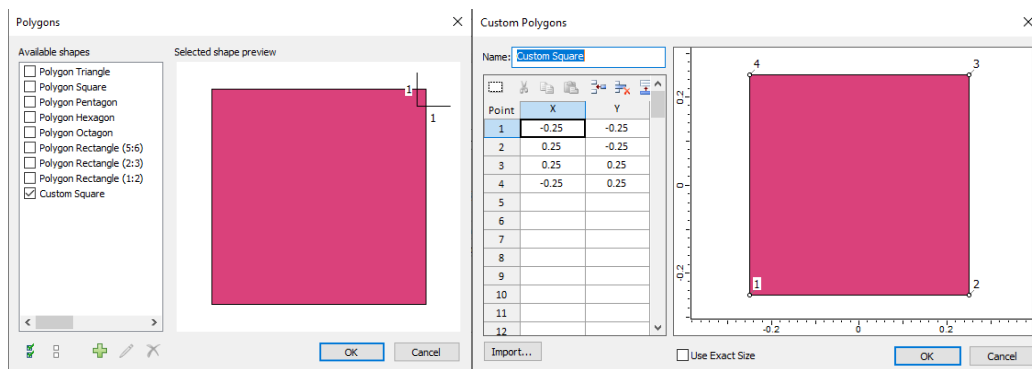 Polygons
Available shapes
Selected shape preview
Polygon Triangle
Polygon Square
Polygon Pentagon
Polygon Hexagon
Polygon Octagon
Polygon Rectangle (5:6)
Polygon Rectangle (2:3)
Polygon Rectangle (1:2)
Custom Square
1
1
OK
Cancel
Custom Polygons
Name: Custom Square
Point X Y
1 -0.25 -0.25
2 0.25 -0.25
3 0.25 0.25
4 -0.25 0.25
5
6
7
8
9
10
11
12
Import...
4 3
0.2
0
-0.2
1 2
-0.2 0 0.2
Use Exact Size
OK
Cancel